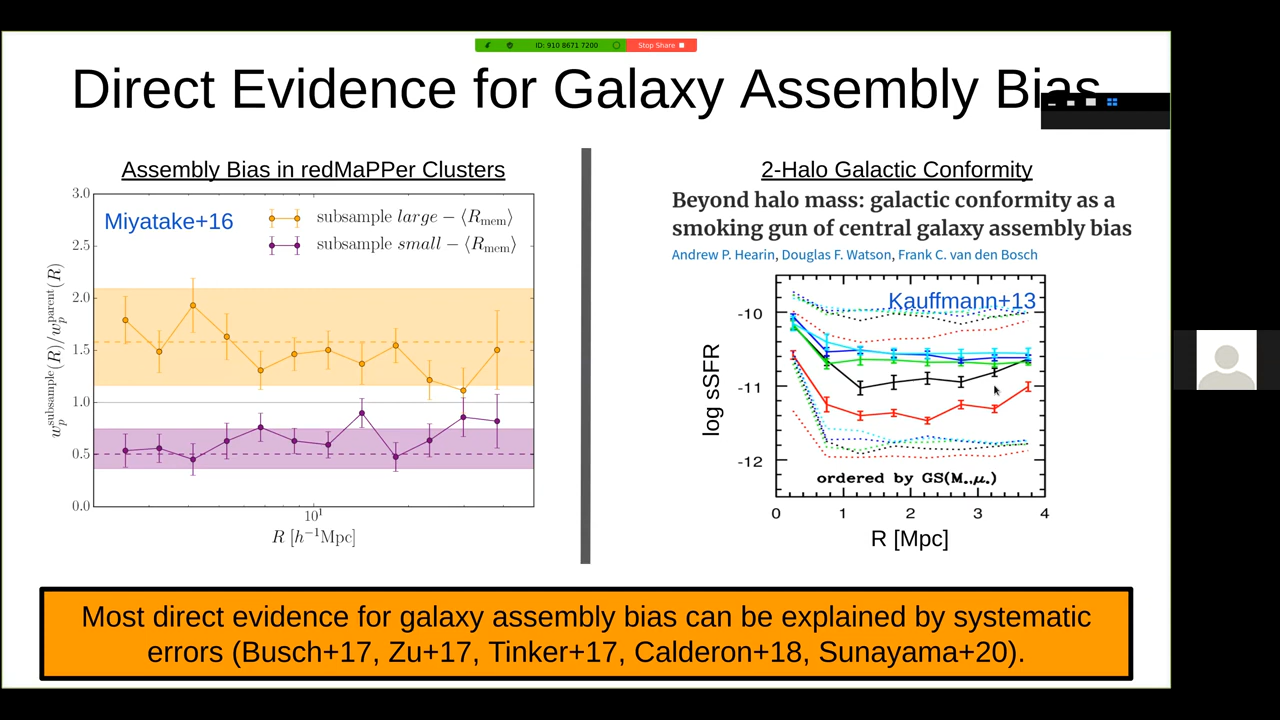 ID: 910 8671 7200
Stop Share
Direct Evidence for Galaxy Assembly Bias
Assembly Bias in redMaPPer Clusters
3.0
2.5
2.0
1.5
1.0
0.5
0.0
w_p^subsample(R)/w_p^parent(R)
Miyatake+16
subsample large − ⟨R_mem⟩
subsample small − ⟨R_mem⟩
10¹
R [h⁻¹Mpc]
2-Halo Galactic Conformity
Beyond halo mass: galactic conformity as a
smoking gun of central galaxy assembly bias
Andrew P. Hearin, Douglas F. Watson, Frank C. van den Bosch
Kauffmann+13
-10
-11
-12
log sSFR
ordered by GS(M*,μ*)
0 1 2 3 4
R [Mpc]
Most direct evidence for galaxy assembly bias can be explained by systematic
errors (Busch+17, Zu+17, Tinker+17, Calderon+18, Sunayama+20).